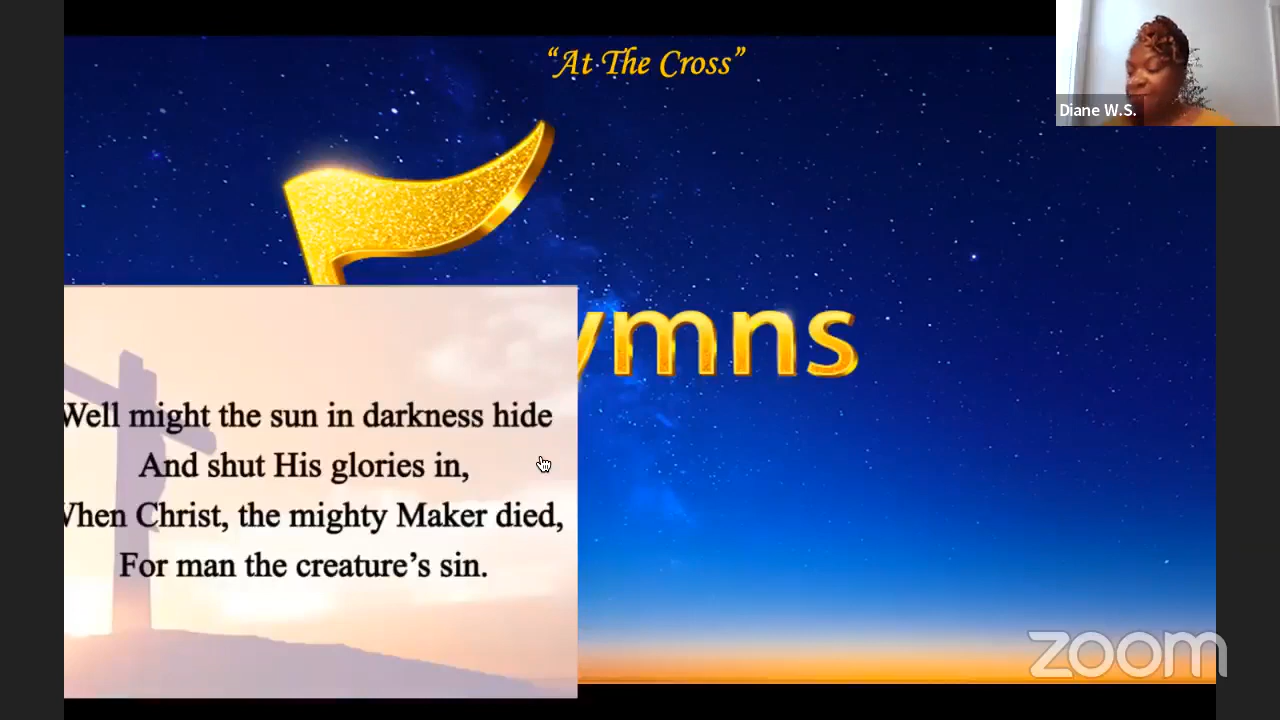 “At The Cross”
Diane W.S.
ymns
Well might the sun in darkness hide
And shut His glories in,
When Christ, the mighty Maker died,
For man the creature’s sin.
zoom